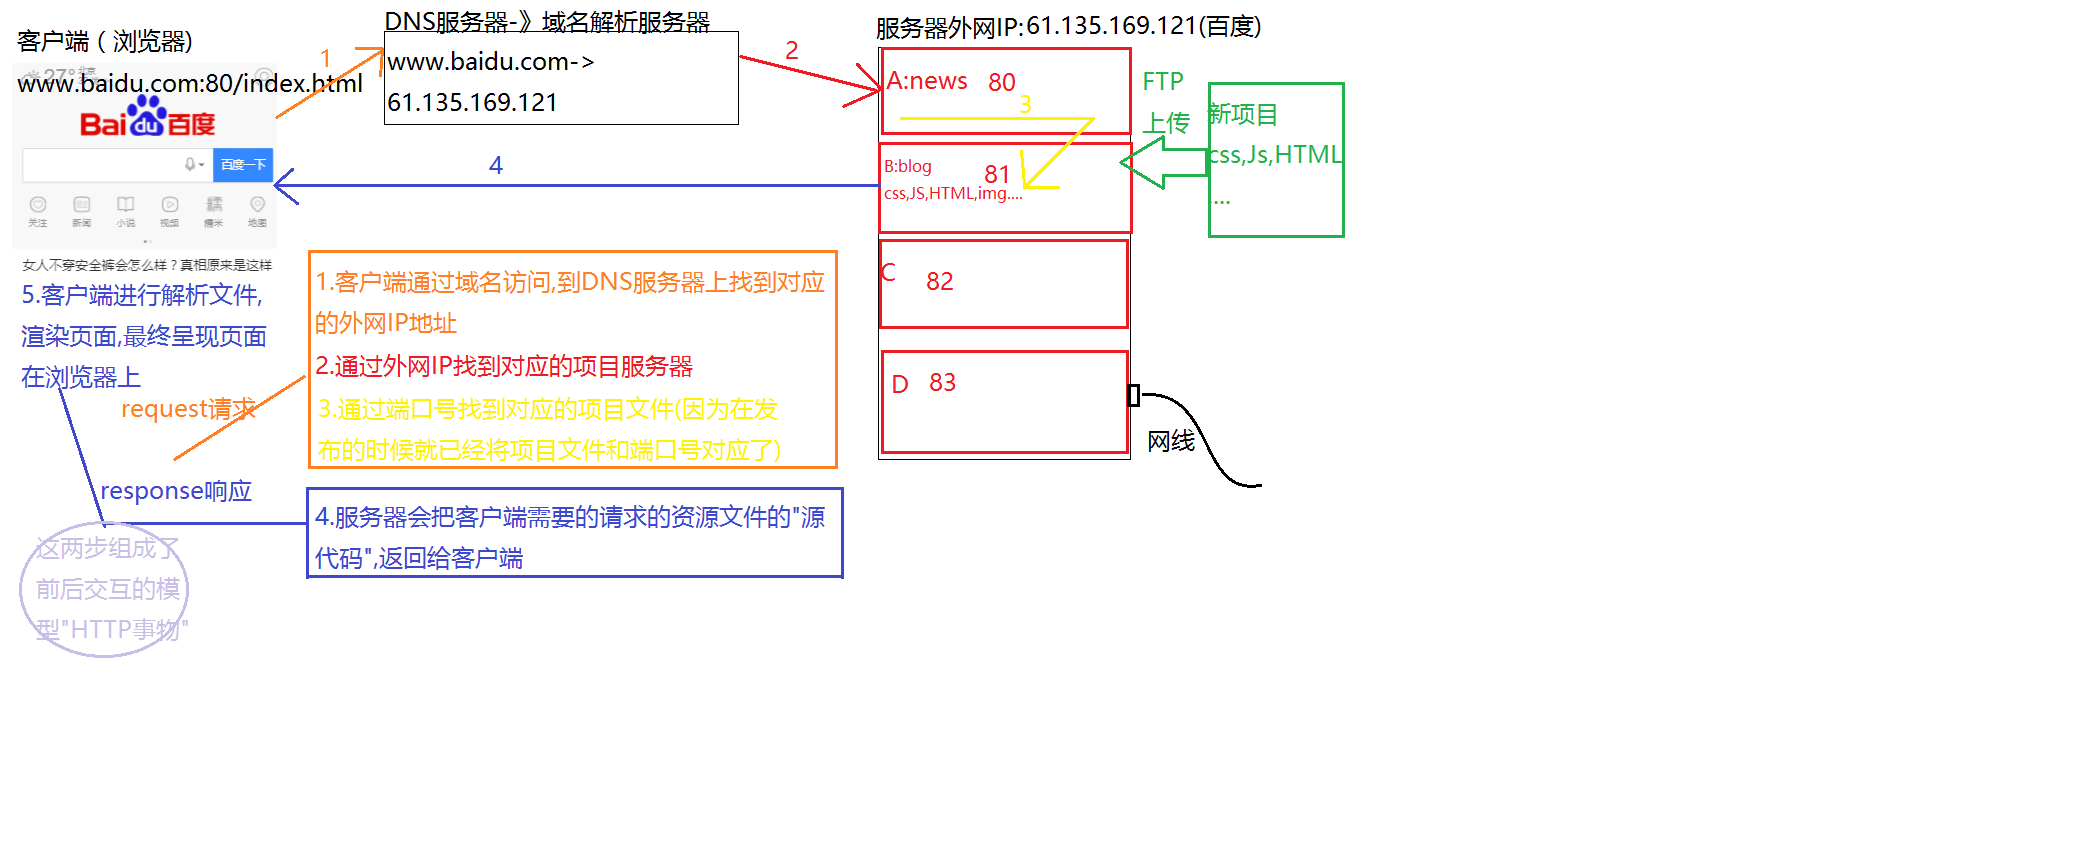 客户端（浏览器)
27°
www.baidu.com:80/index.html
Bai du 百度
百度一下
关注 新闻 小说 视频 糯米 地图
女人不穿安全裤会怎么样？真相原来是这样
1
DNS服务器-》域名解析服务器
www.baidu.com->
61.135.169.121
2
服务器外网IP:61.135.169.121(百度)
A:news 80
3
B:blog 81
css,JS,HTML,img....
C 82
D 83
FTP
上传
新项目
css,Js,HTML
....
网线
4
1.客户端通过域名访问,到DNS服务器上找到对应
的外网IP地址
2.通过外网IP找到对应的项目服务器
3.通过端口号找到对应的项目文件(因为在发
布的时候就已经将项目文件和端口号对应了)
4.服务器会把客户端需要的请求的资源文件的"源
代码",返回给客户端
5.客户端进行解析文件,
渲染页面,最终呈现页面
在浏览器上
request请求
response响应
这两步组成了
前后交互的模
型"HTTP事物"